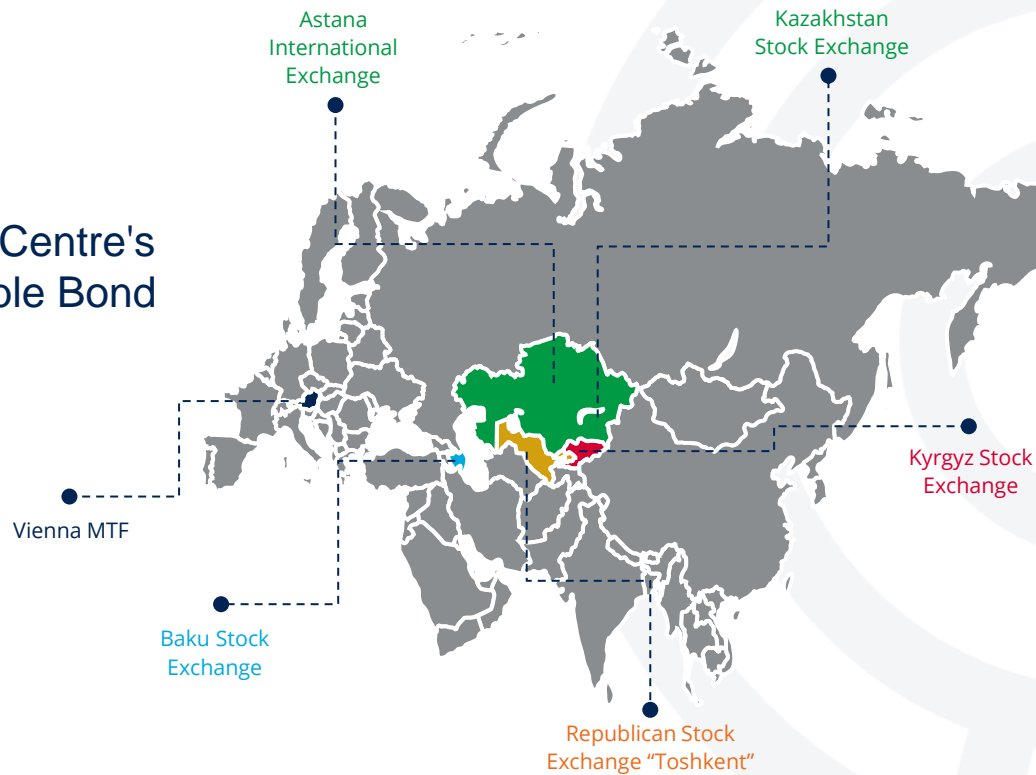 Astana
International
Exchange
Kazakhstan
Stock Exchange
Centre's
Bond
Kyrgyz Stock
Exchange
Vienna MTF
Baku Stock
Exchange
Republican Stock
Exchange “Toshkent”